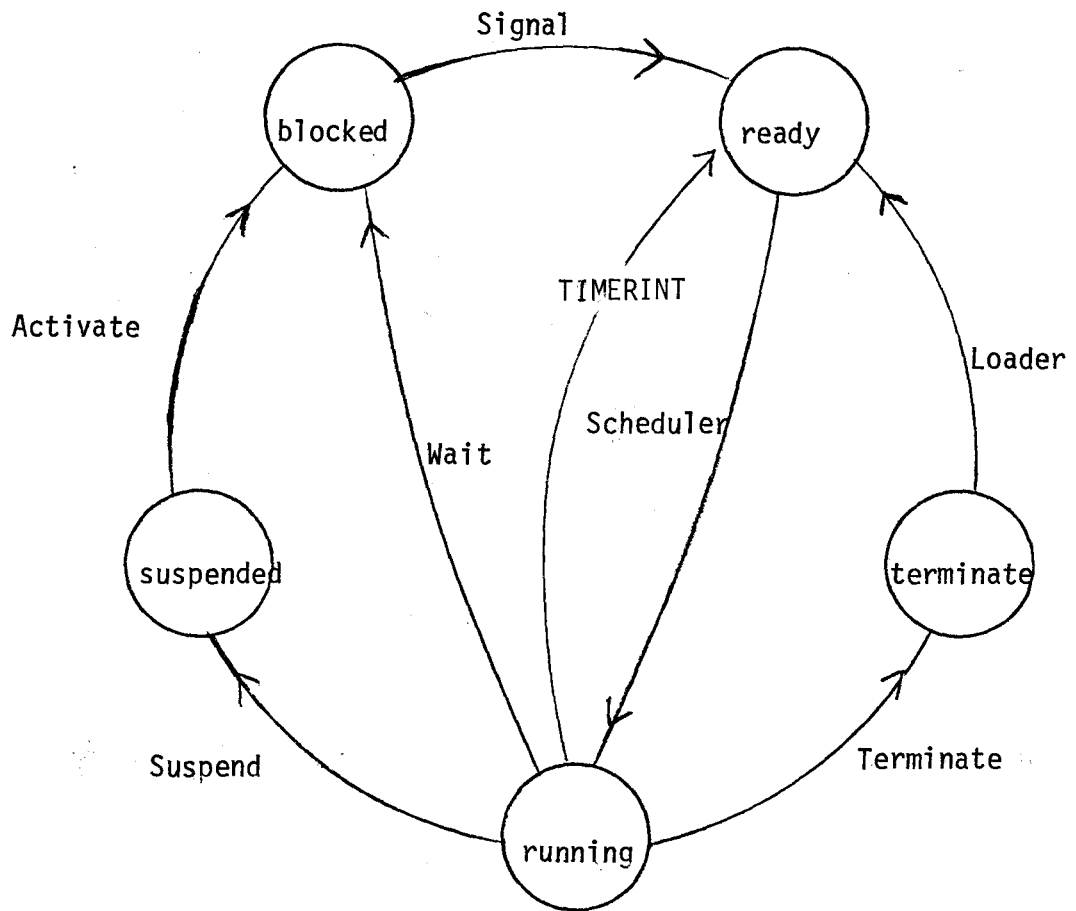 Signal
blocked
ready
TIMERINT
Activate
Loader
Scheduler
Wait
suspended
terminate
Suspend
Terminate
running